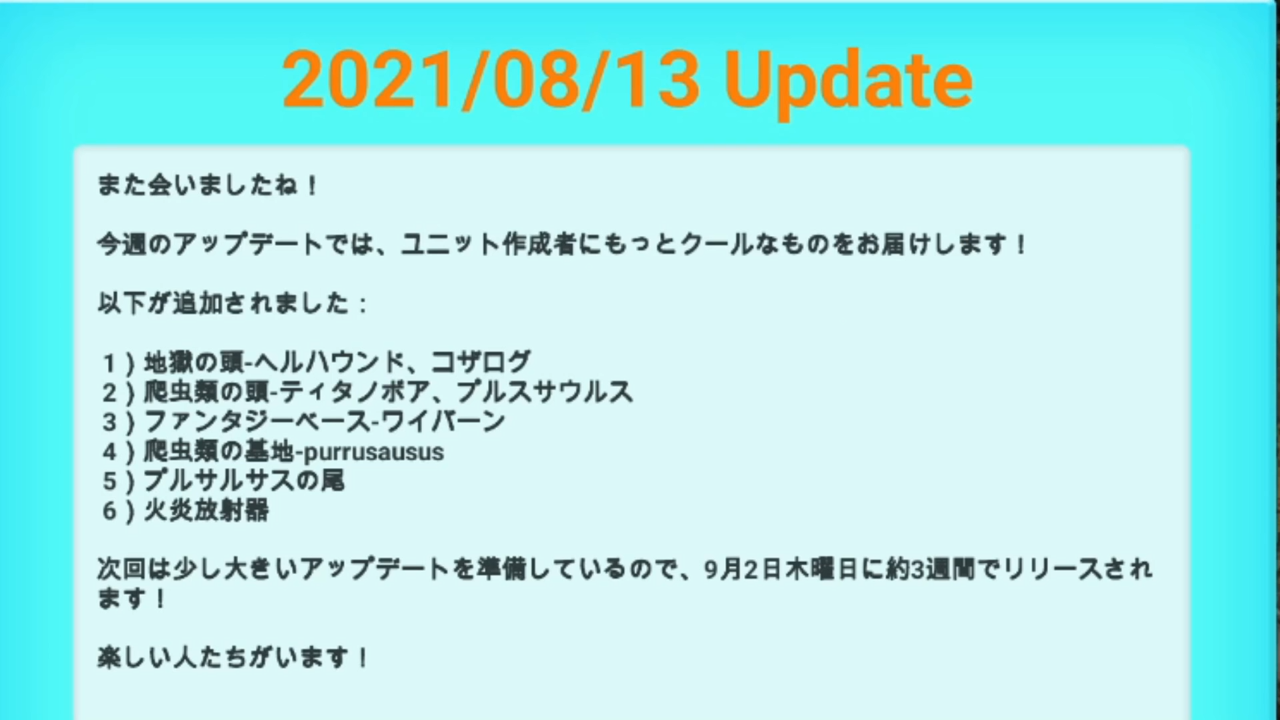 2021/08/13 Update
また会いましたね！
今週のアップデートでは、ユニット作成者にもっとクールなものをお届けします！
以下が追加されました：
1）地獄の頭-ヘルハウンド、コザログ
2）爬虫類の頭-ティタノボア、プルスサウルス
3）ファンタジーベース-ワイバーン
4）爬虫類の基地-purrusausus
5）プルサルサスの尾
6）火炎放射器
次回は少し大きいアップデートを準備しているので、9月2日木曜日に約3週間でリリースされ
ます！
楽しい人たちがいます！